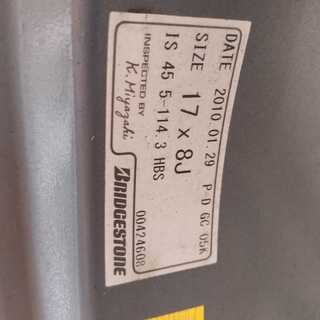 DATE 2010.01.29 P-D GC 05K
SIZE 17 x 8J
IS 45 5-114.3 HBS
INSPECTED BY
K. Miyazaki
BRIDGESTONE
00424608